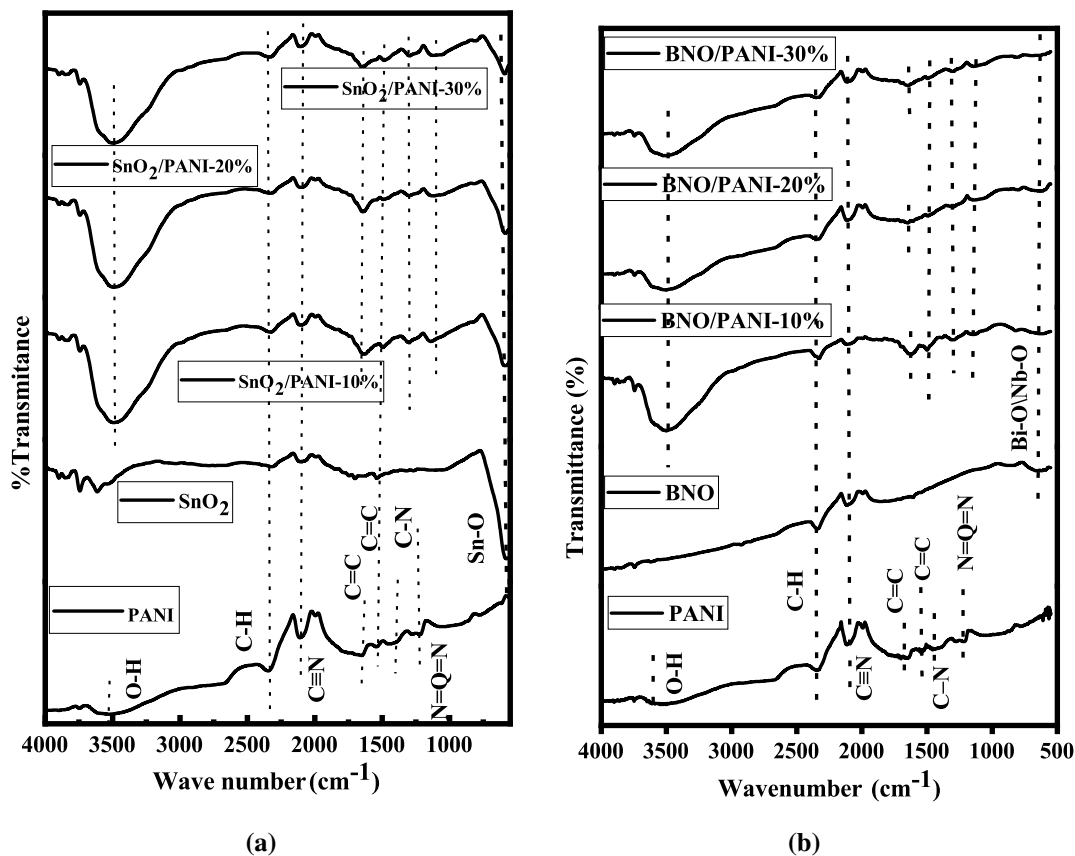 (a)
SnO2/PANI-30%
SnO2/PANI-20%
SnO2/PANI-10%
SnO2
PANI
O-H
C-H
C≡N
C=C
C=C
C-N
N=Q=N
Sn-O
%Transmitance
4000 3500 3000 2500 2000 1500 1000
Wave number (cm-1)
(a)
(b)
BNO/PANI-30%
BNO/PANI-20%
BNO/PANI-10%
BNO
PANI
O-H
C-H
C≡N
C=C
C=C
C–N
N=Q=N
Bi-O\Nb-O
Transmittance (%)
4000 3500 3000 2500 2000 1500 1000 500
Wavenumber (cm-1)
(b)